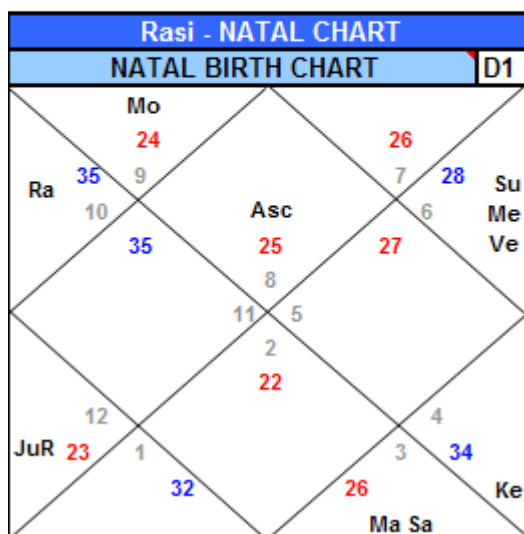 Rasi - NATAL CHART
NATAL BIRTH CHART D1
Mo
24 26
35 9 7 28
Ra Su
10 Asc 6 Me
35 25 27 Ve
8
11 5
2
22
12 4
JuR 23 1 3 34
32 26 Ke
Ma Sa